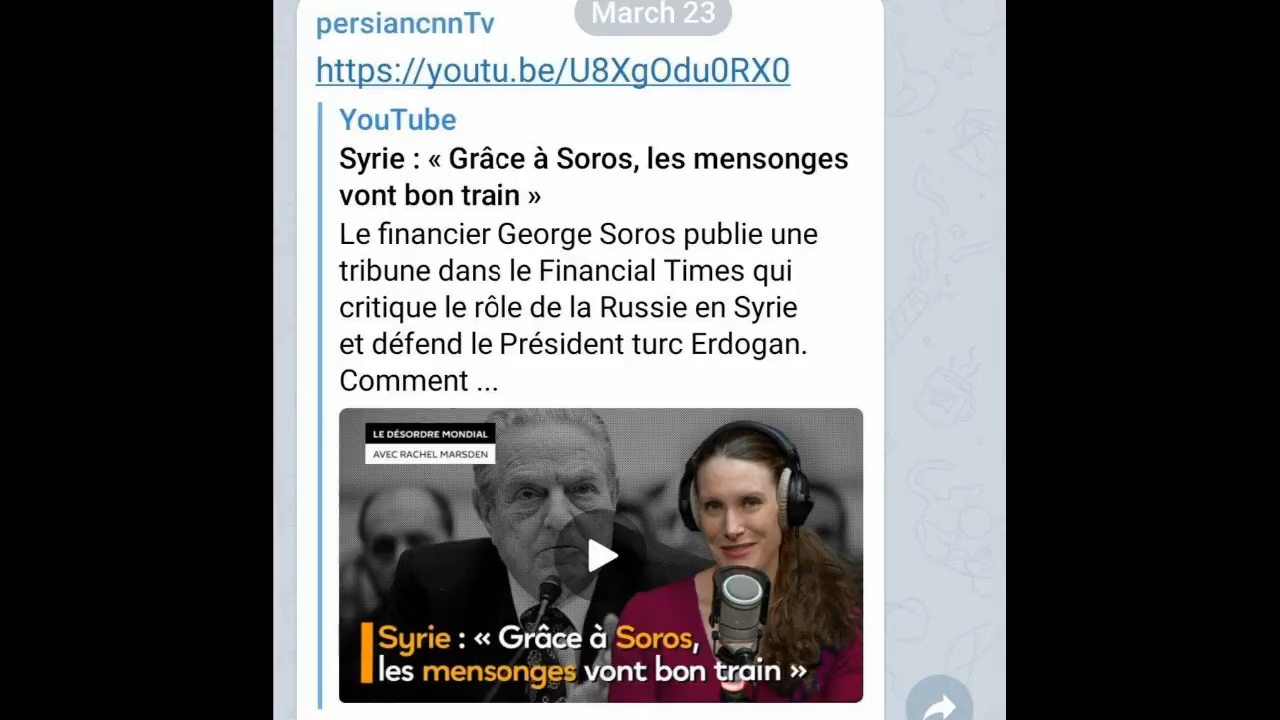 March 23
persiancnnTv
https://youtu.be/U8XgOdu0RX0
YouTube
Syrie : « Grâce à Soros, les mensonges
vont bon train »
Le financier George Soros publie une
tribune dans le Financial Times qui
critique le rôle de la Russie en Syrie
et défend le Président turc Erdogan.
Comment ...
LE DÉSORDRE MONDIAL
AVEC RACHEL MARSDEN
Syrie : « Grâce à Soros,
les mensonges vont bon train »